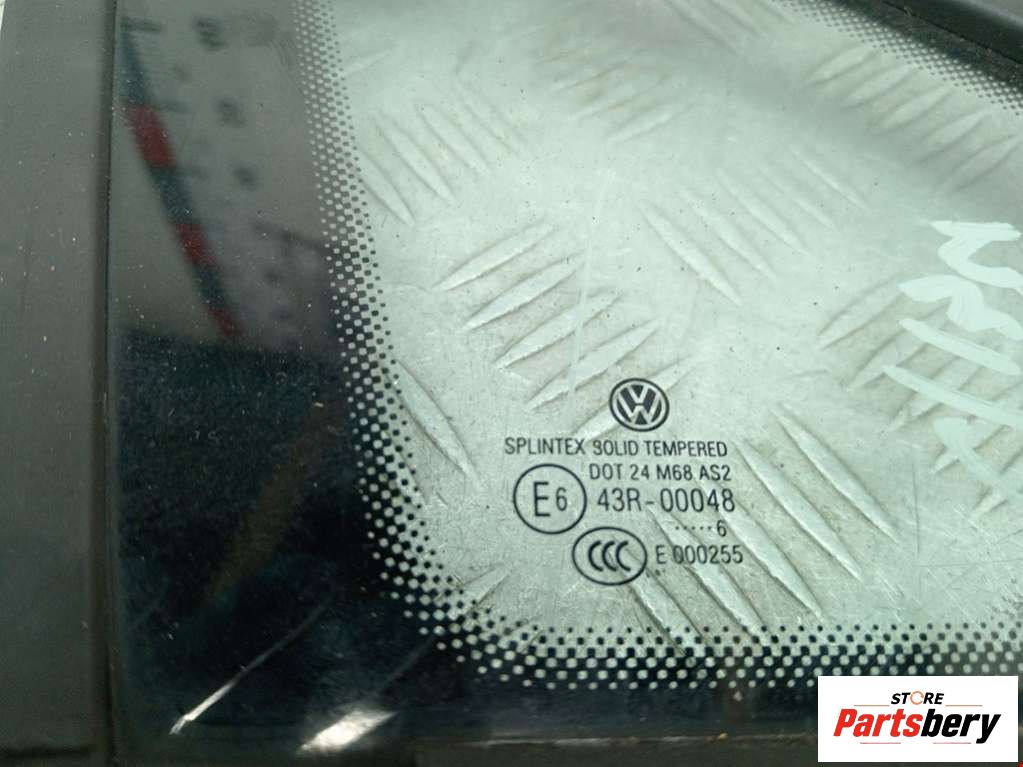 SPLINTEX SOLID TEMPERED
DOT 24 M68 AS2
E6 43R-00048
·····6
CCC E 000255
STORE
Partsbery